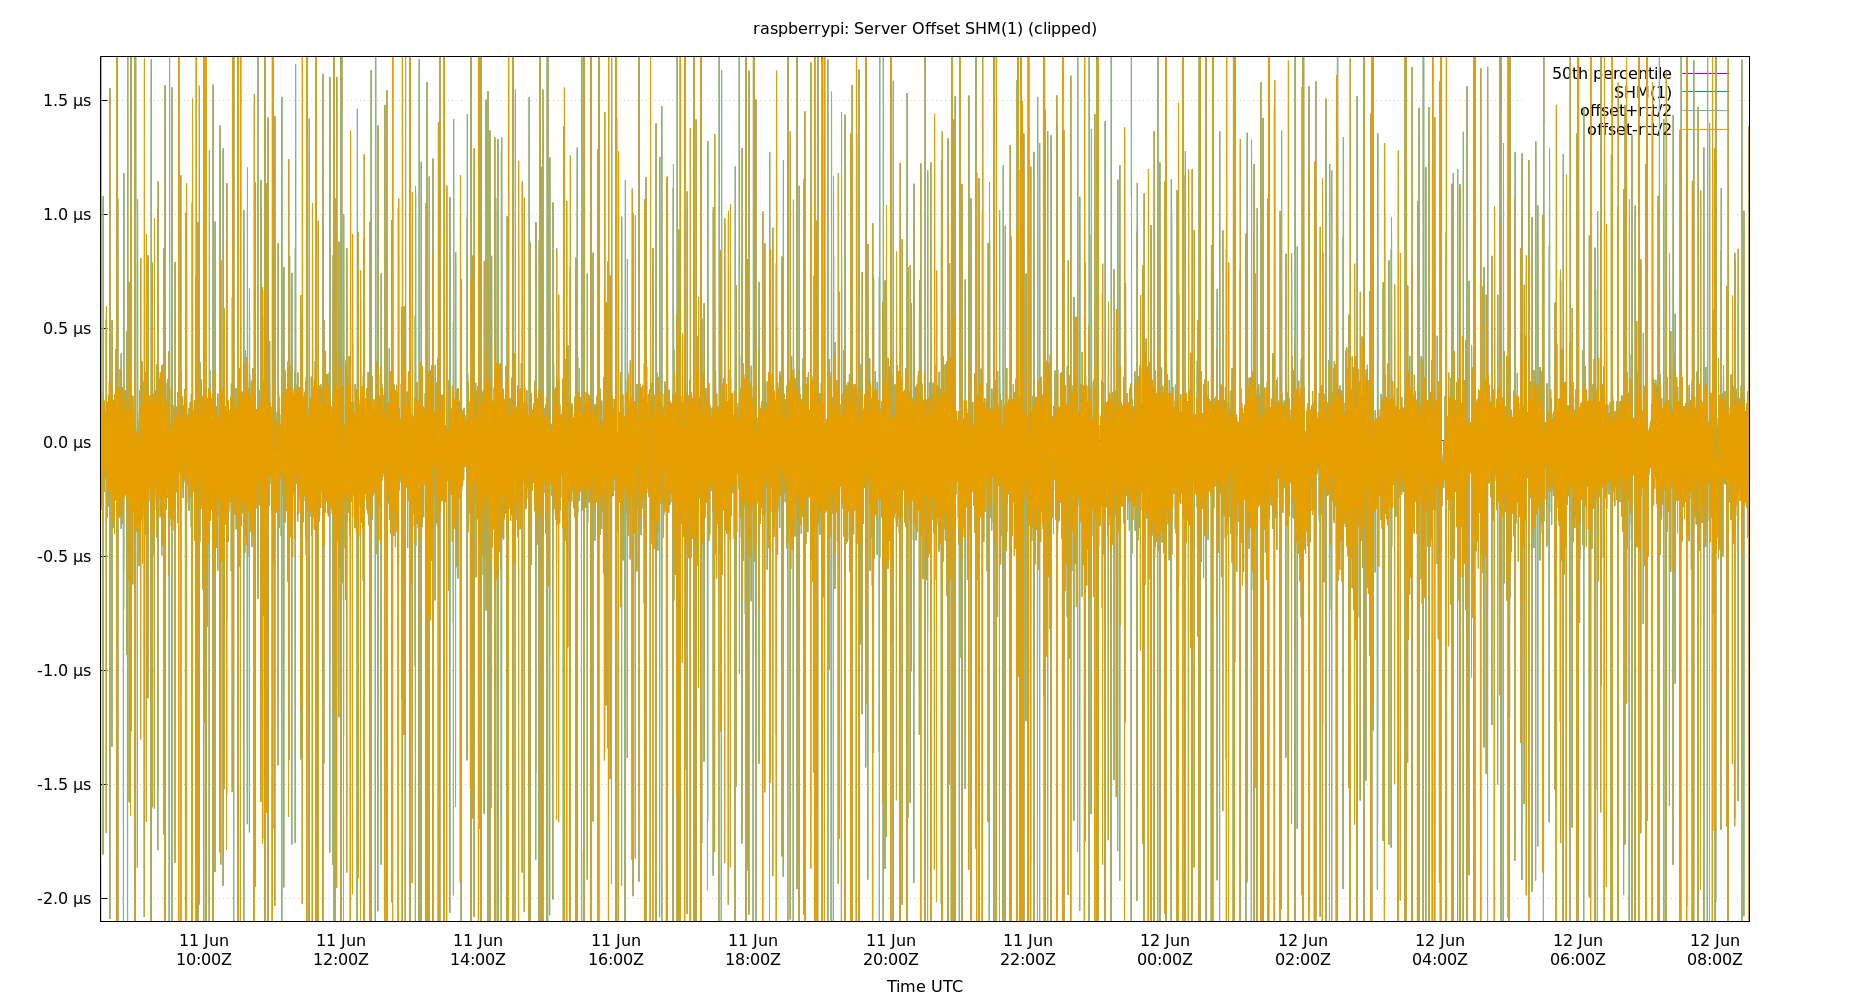 raspberrypi: Server Offset SHM(1) (clipped)
50th percentile
SHM(1)
offset+rtt/2
offset-rtt/2
1.5 µs
1.0 µs
0.5 µs
0.0 µs
-0.5 µs
-1.0 µs
-1.5 µs
-2.0 µs
11 Jun 11 Jun 11 Jun 11 Jun 11 Jun 11 Jun 11 Jun 12 Jun 12 Jun 12 Jun 12 Jun 12 Jun
10:00Z 12:00Z 14:00Z 16:00Z 18:00Z 20:00Z 22:00Z 00:00Z 02:00Z 04:00Z 06:00Z 08:00Z
Time UTC